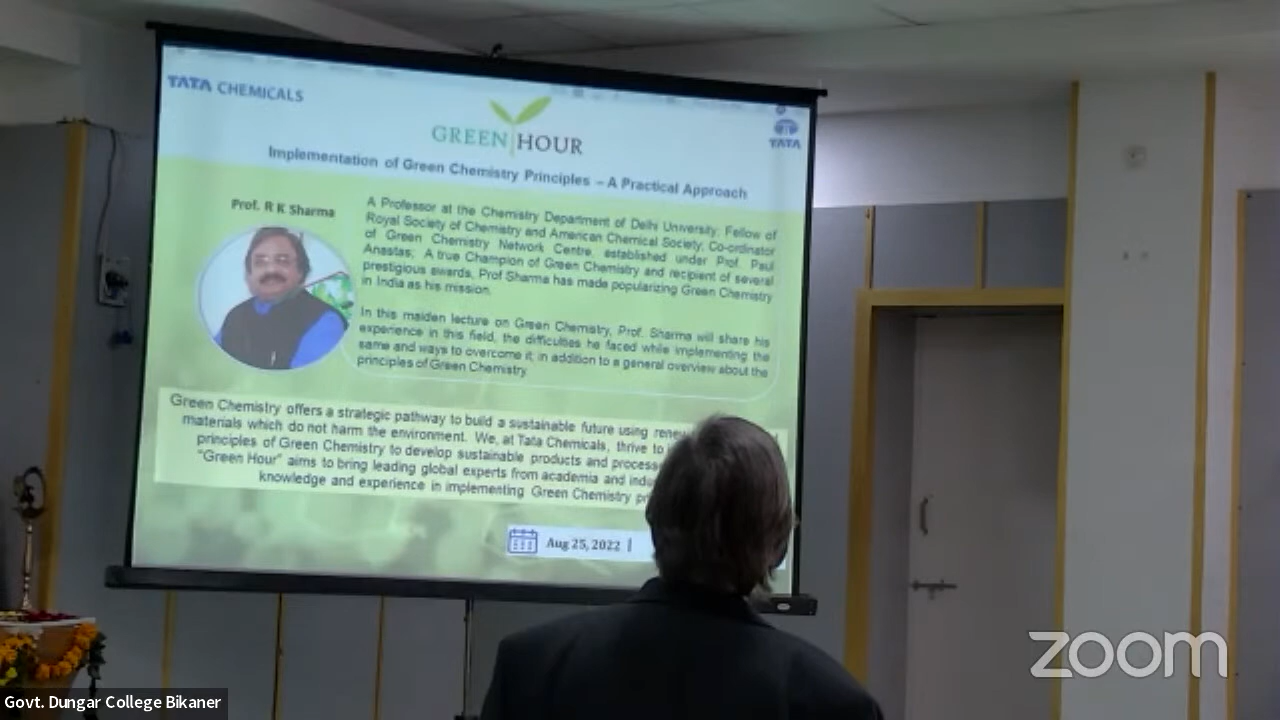 TATA CHEMICALS
GREEN HOUR
TATA
Implementation of Green Chemistry Principles – A Practical Approach
Prof. R K Sharma
A Professor at the Chemistry Department of Delhi University; Fellow of
Royal Society of Chemistry and American Chemical Society, Co-ordinator
of Green Chemistry Network Centre, established under Prof. Paul
Anastas; A true Champion of Green Chemistry and recipient of several
prestigious awards, Prof Sharma has made popularizing Green Chemistry
in India as his mission.
In this maiden lecture on Green Chemistry, Prof. Sharma will share his
experience in this field, the difficulties he faced while implementing the
same and ways to overcome it; in addition to a general overview about the
principles of Green Chemistry
Green Chemistry offers a strategic pathway to build a sustainable future using
materials which do not harm the environment. We, at Tata Chemicals, thrive to
principles of Green Chemistry to develop sustainable products and
"Green Hour" aims to bring leading global experts from academia and
knowledge and experience in implementing Green Chemistry
Aug 25, 2022 |
zoom
Govt. Dungar College Bikaner